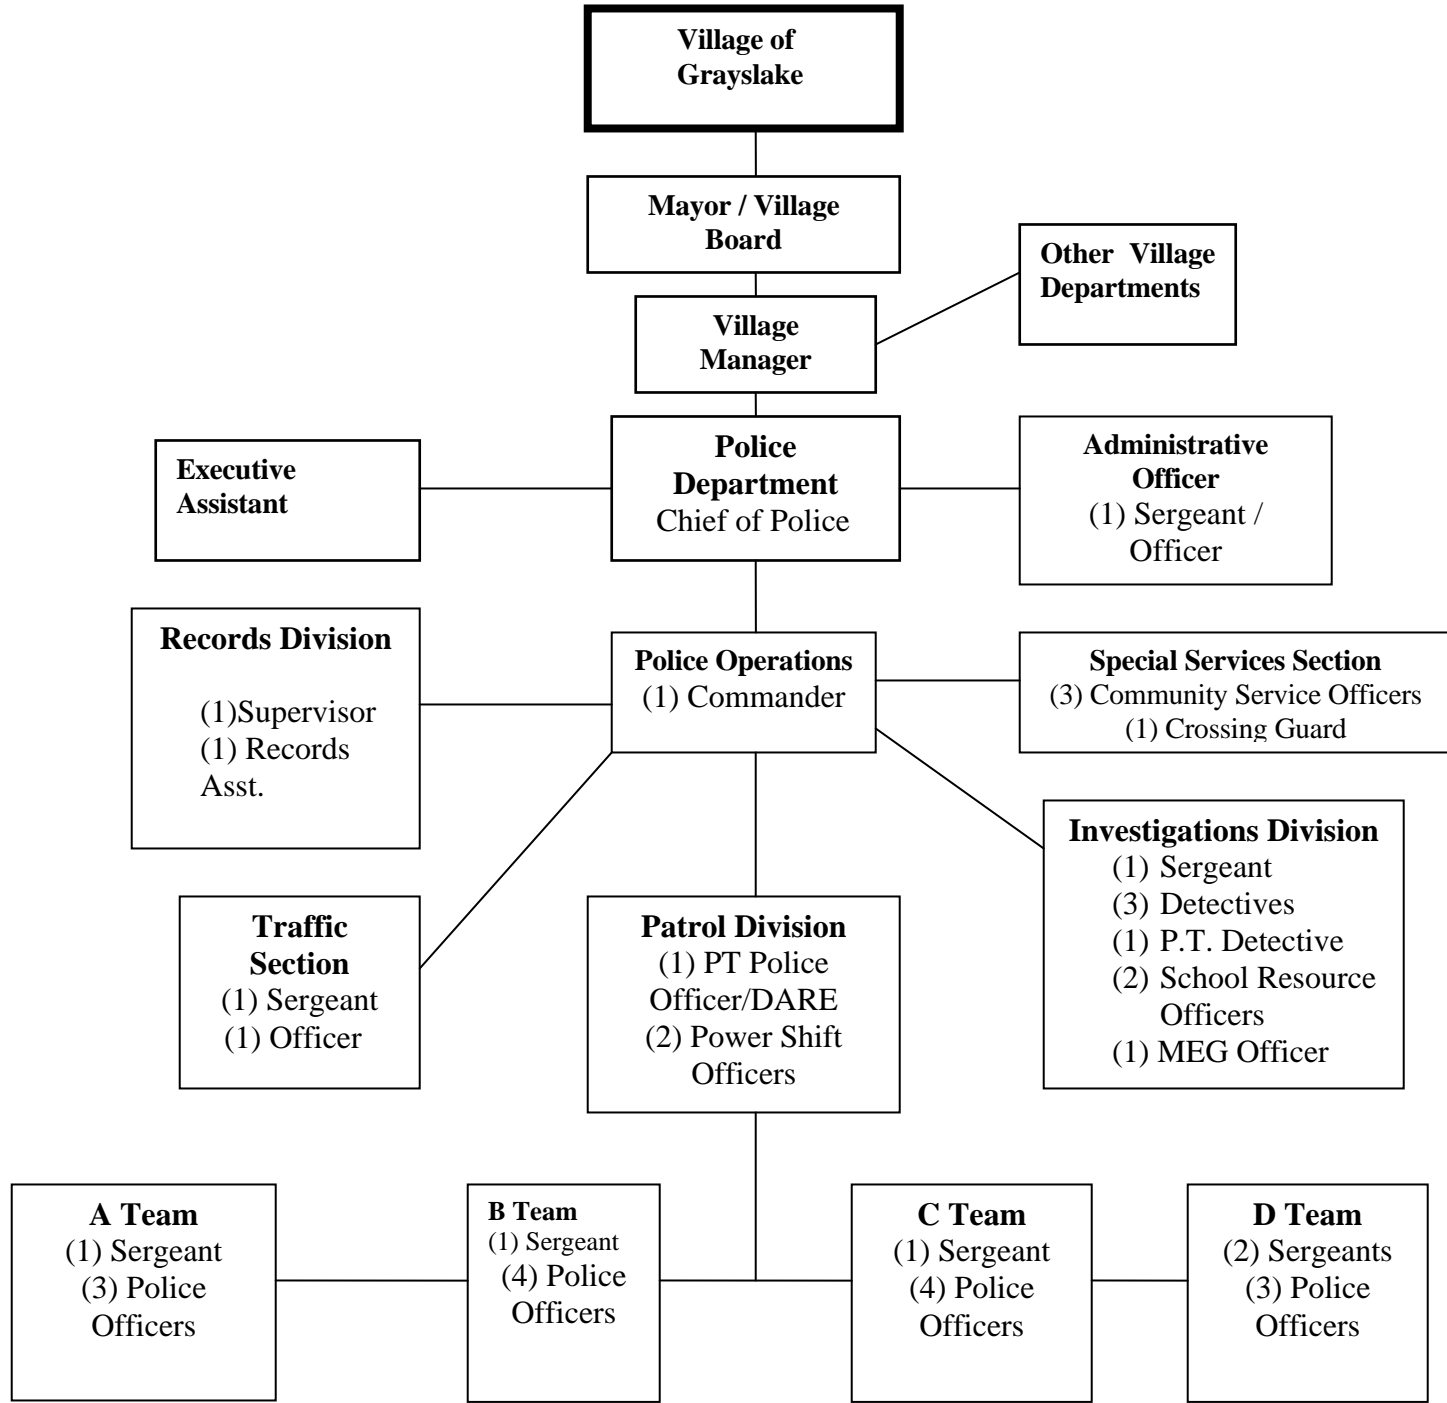 Village of
Grayslake
Mayor / Village
Board
Other Village
Departments
Village
Manager
Executive
Assistant
Police
Department
Chief of Police
Administrative
Officer
(1) Sergeant /
Officer
Records Division
(1)Supervisor
(1) Records
Asst.
Police Operations
(1) Commander
Special Services Section
(3) Community Service Officers
(1) Crossing Guard
Investigations Division
(1) Sergeant
(3) Detectives
(1) P.T. Detective
(2) School Resource
Officers
(1) MEG Officer
Traffic
Section
(1) Sergeant
(1) Officer
Patrol Division
(1) PT Police
Officer/DARE
(2) Power Shift
Officers
A Team
(1) Sergeant
(3) Police
Officers
B Team
(1) Sergeant
(4) Police
Officers
C Team
(1) Sergeant
(4) Police
Officers
D Team
(2) Sergeants
(3) Police
Officers